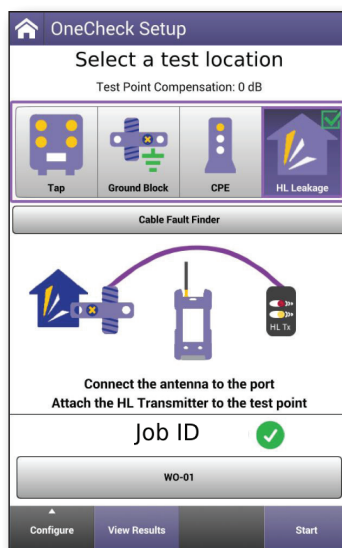 OneCheck Setup
Select a test location
Test Point Compensation: 0 dB
Tap
Ground Block
CPE
HL Leakage
Cable Fault Finder
HL Tx
Connect the antenna to the port
Attach the HL Transmitter to the test point
Job ID
WO-01
Configure
View Results
Start